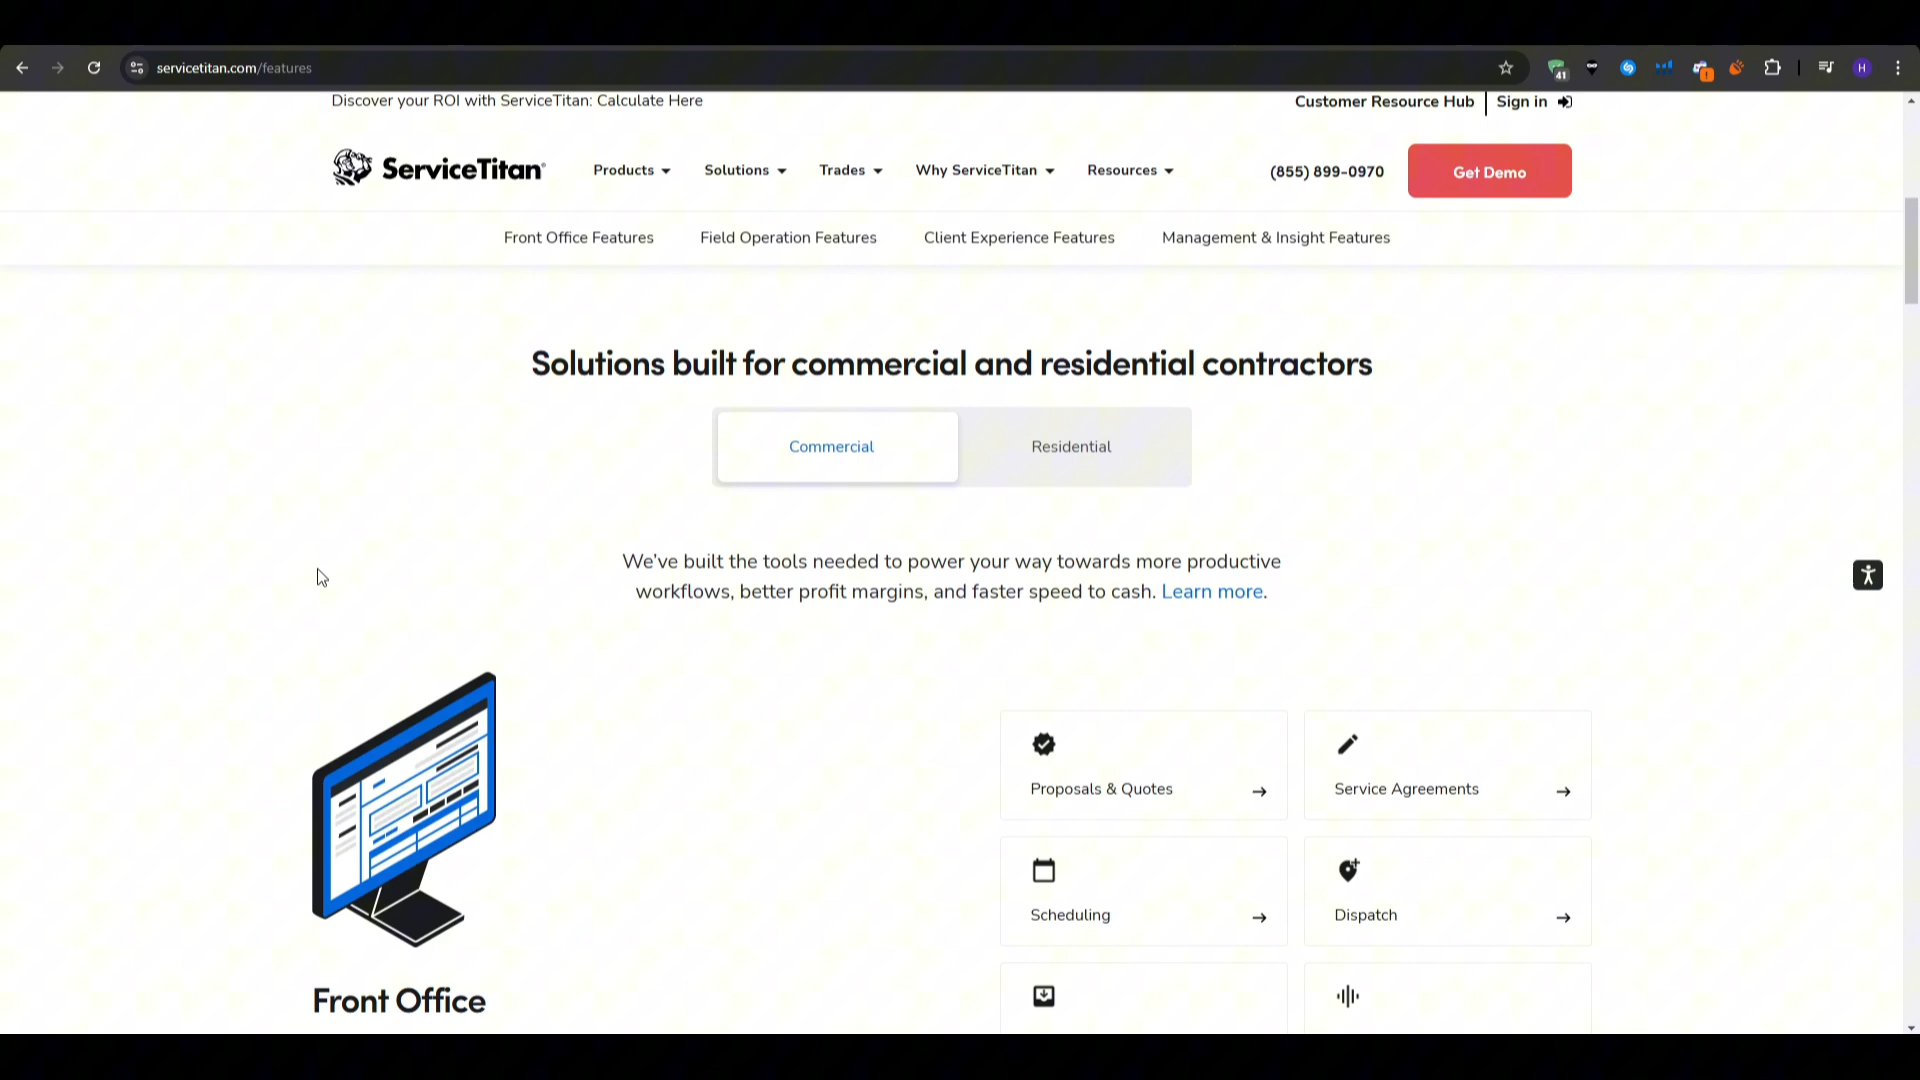 servicetitan.com/features
41
H
Discover your ROI with ServiceTitan: Calculate Here
Customer Resource Hub
Sign in
ServiceTitan
Products
Solutions
Trades
Why ServiceTitan
Resources
(855) 899-0970
Get Demo
Front Office Features
Field Operation Features
Client Experience Features
Management & Insight Features
Solutions built for commercial and residential contractors
Commercial
Residential
We've built the tools needed to power your way towards more productive
workflows, better profit margins, and faster speed to cash. Learn more.
Proposals & Quotes
Service Agreements
Scheduling
Dispatch
Front Office